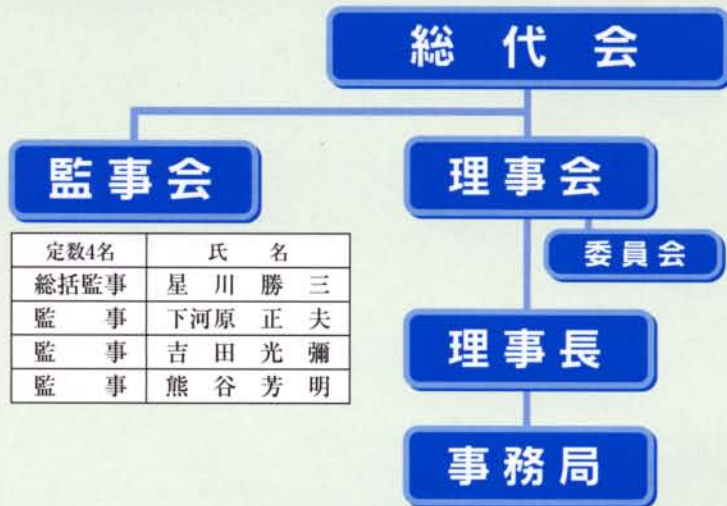 総代会
監事会
理事会
委員会
定数4名 氏名
総括監事 星川勝三
監事 下河原正夫
監事 吉田光彌
監事 熊谷芳明
理事長
事務局